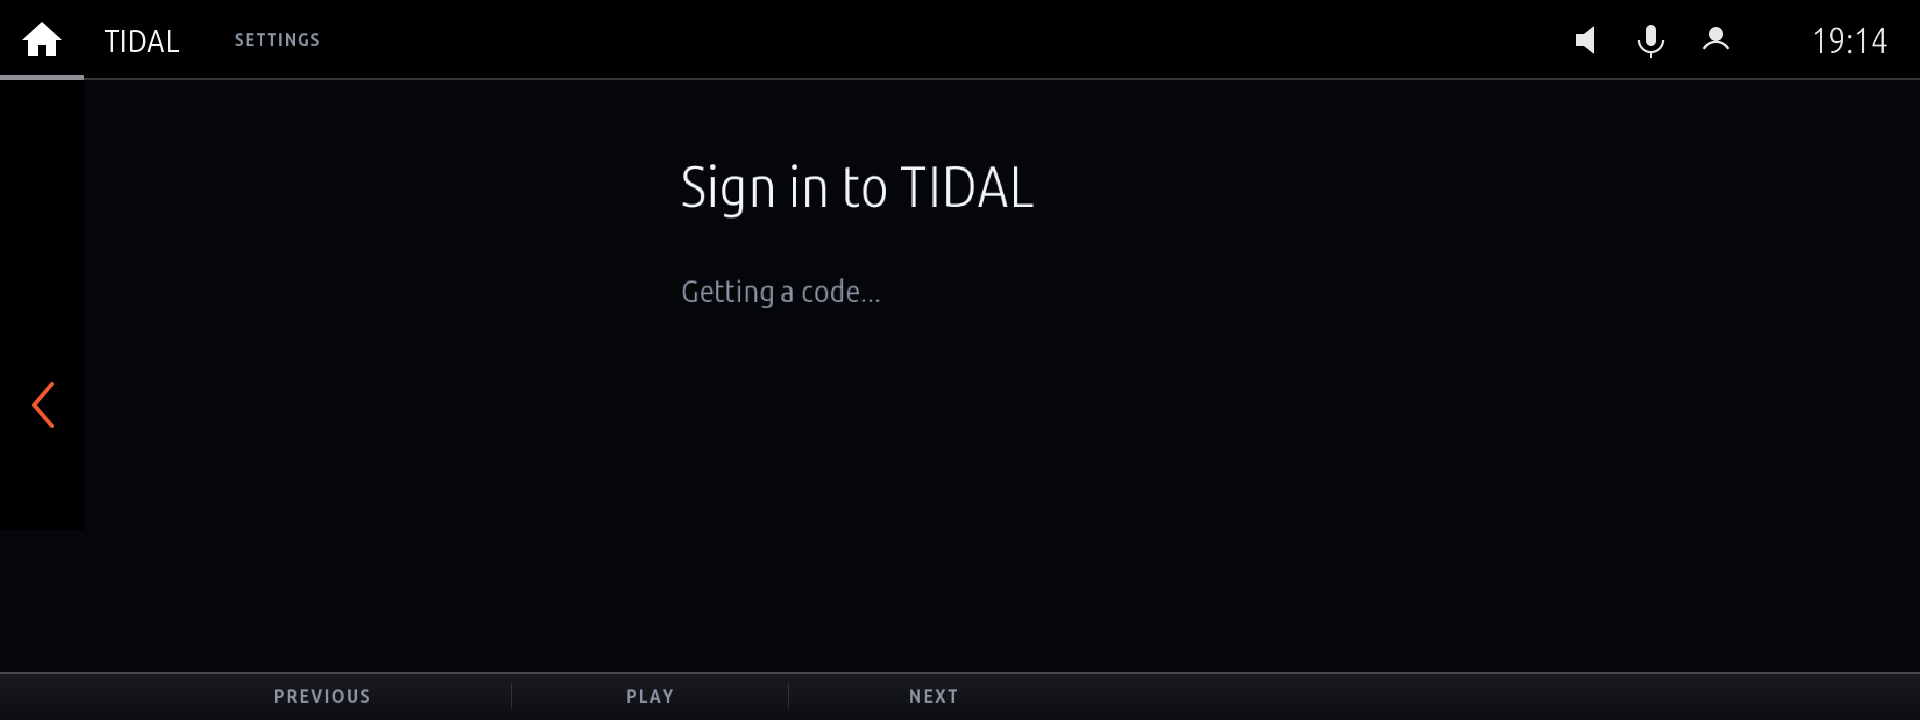 TIDAL
SETTINGS
19:14
Sign in to TIDAL
Getting a code...
PREVIOUS
PLAY
NEXT